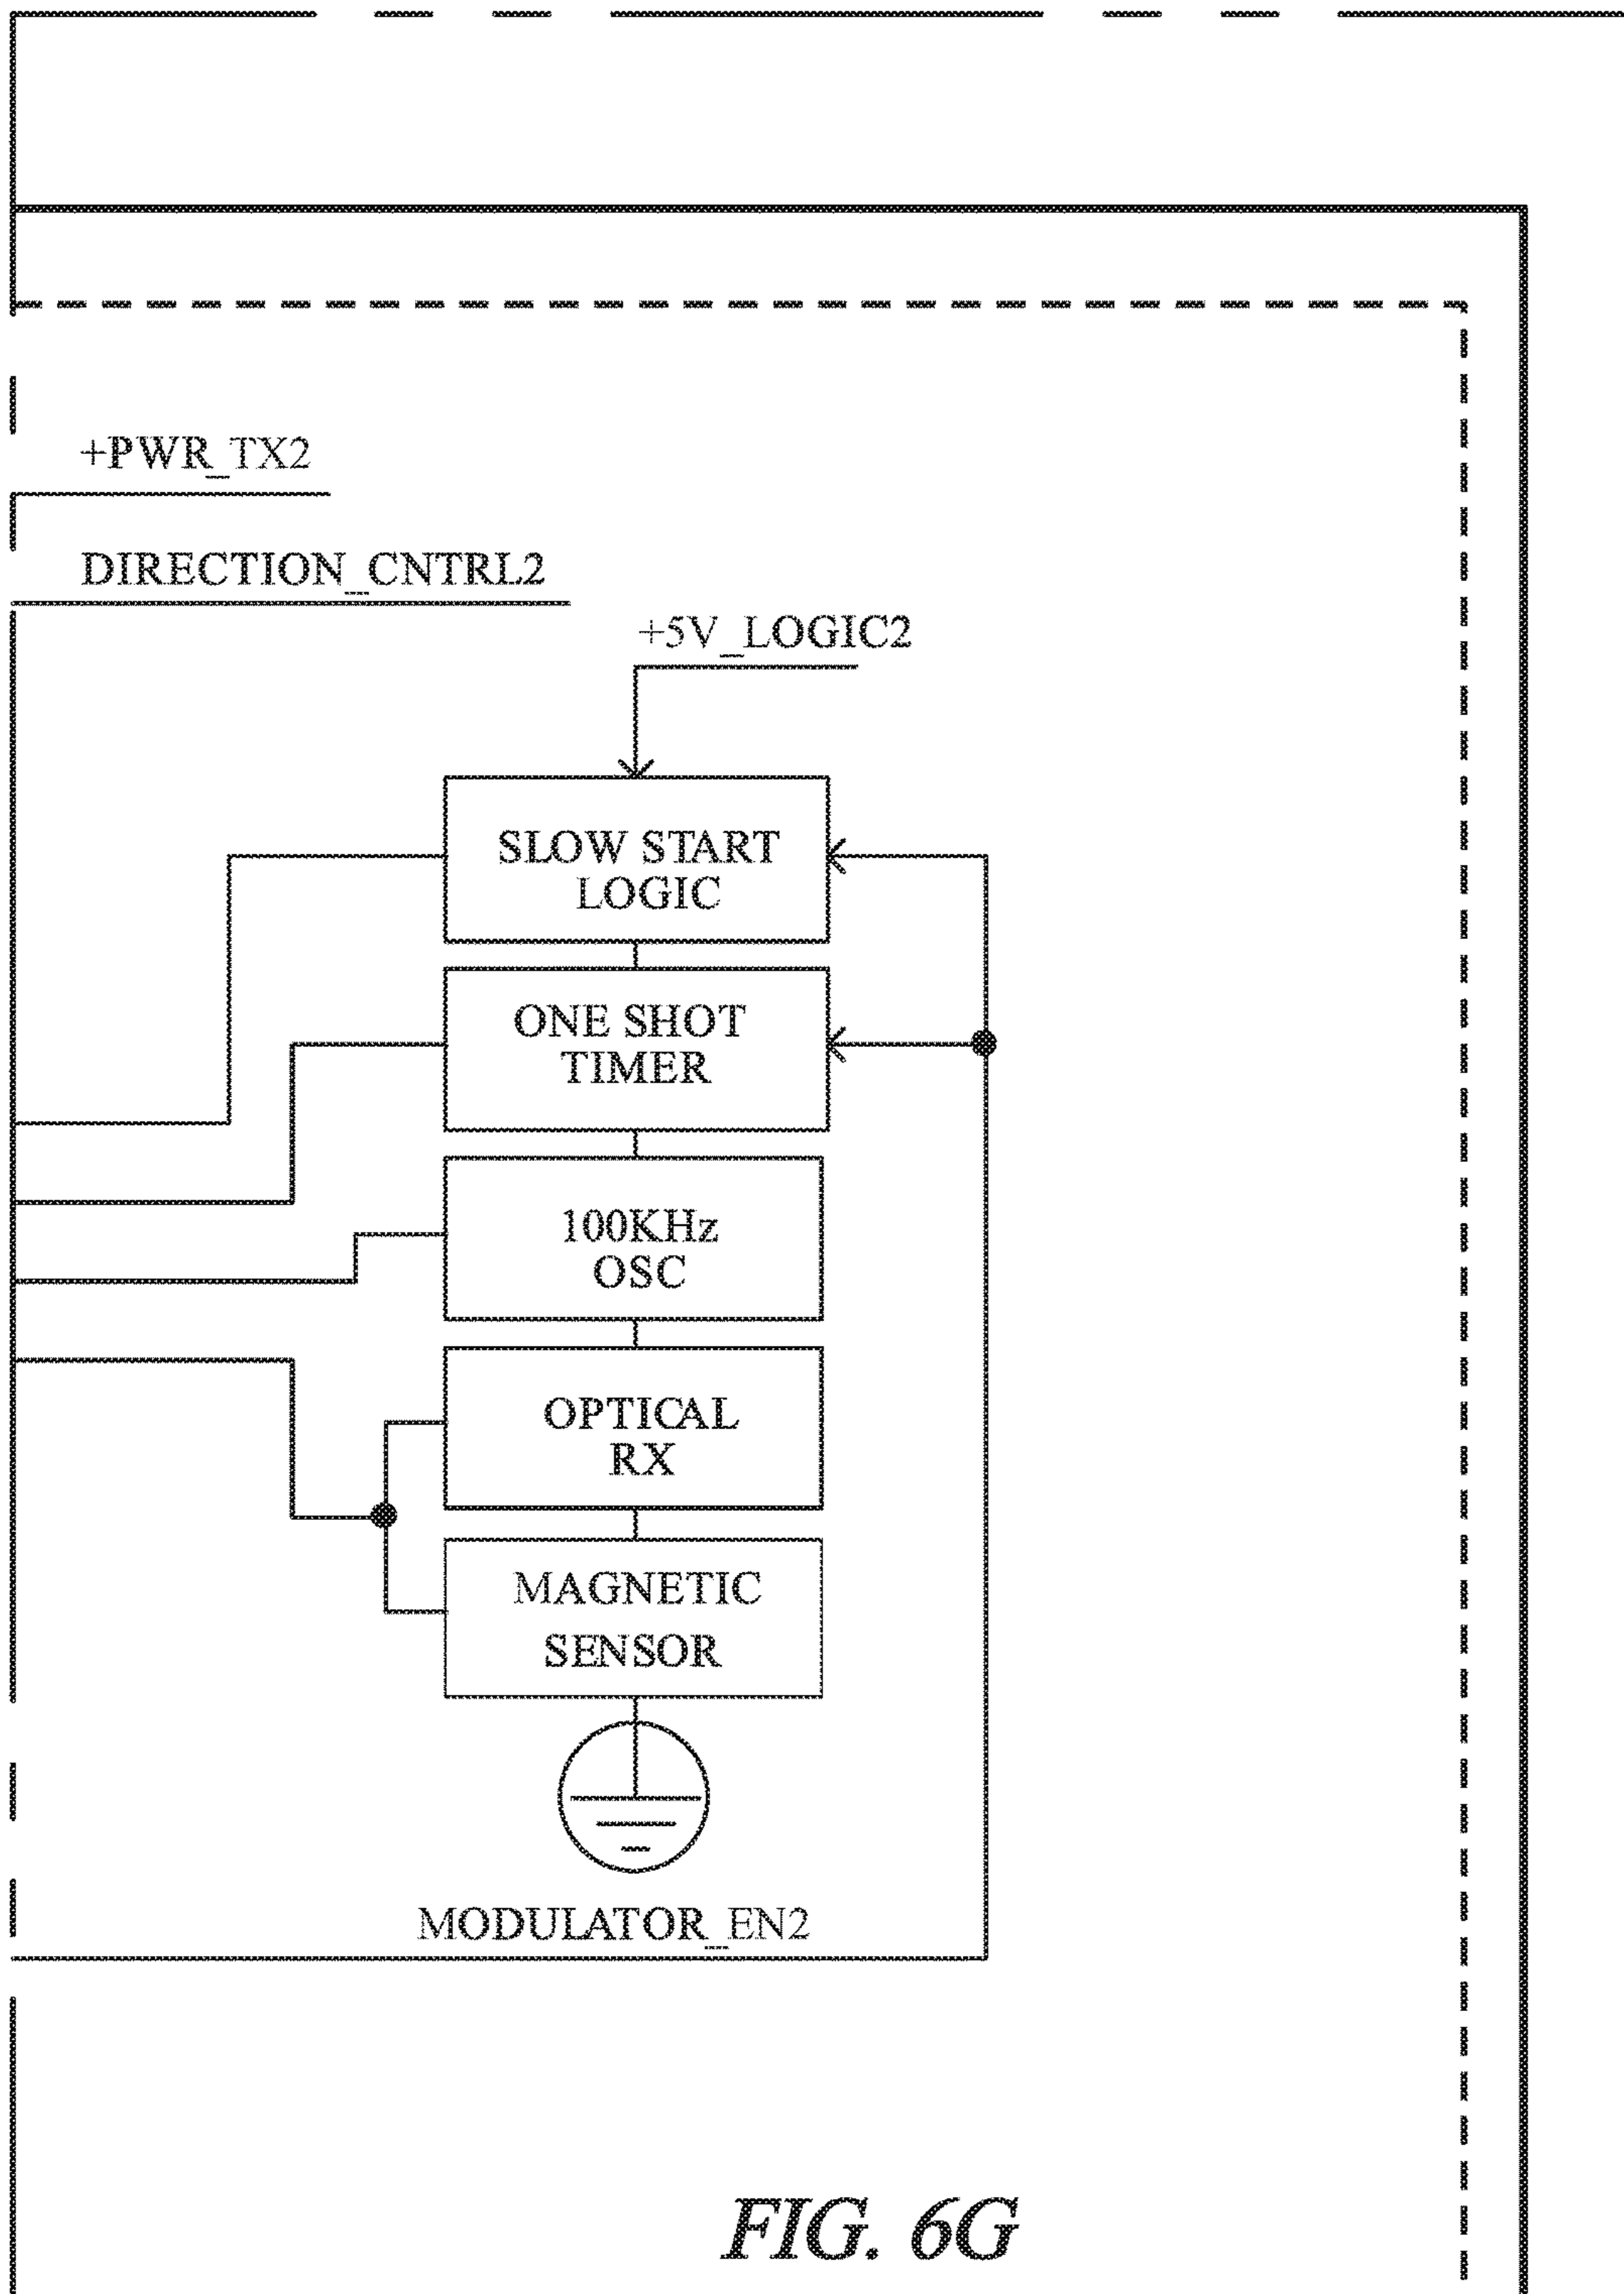 +PWR_TX2
DIRECTION_CNTRL2
+5V_LOGIC2
SLOW START
LOGIC
ONE SHOT
TIMER
100KHz
OSC
OPTICAL
RX
MAGNETIC
SENSOR
MODULATOR_EN2
FIG. 6G